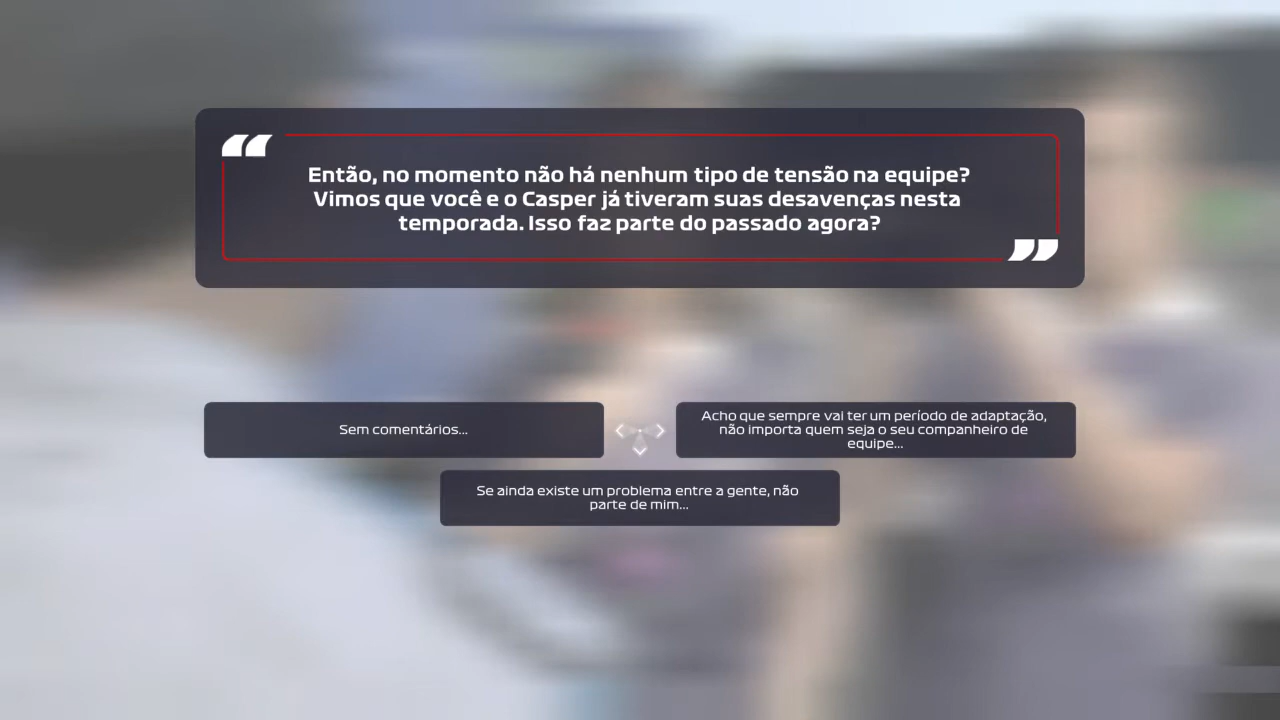 Então, no momento não há nenhum tipo de tensão na equipe?
Vimos que você e o Casper já tiveram suas desavenças nesta
temporada. Isso faz parte do passado agora?
Sem comentários...
Acho que sempre vai ter um período de adaptação,
não importa quem seja o seu companheiro de
equipe...
Se ainda existe um problema entre a gente, não
parte de mim...